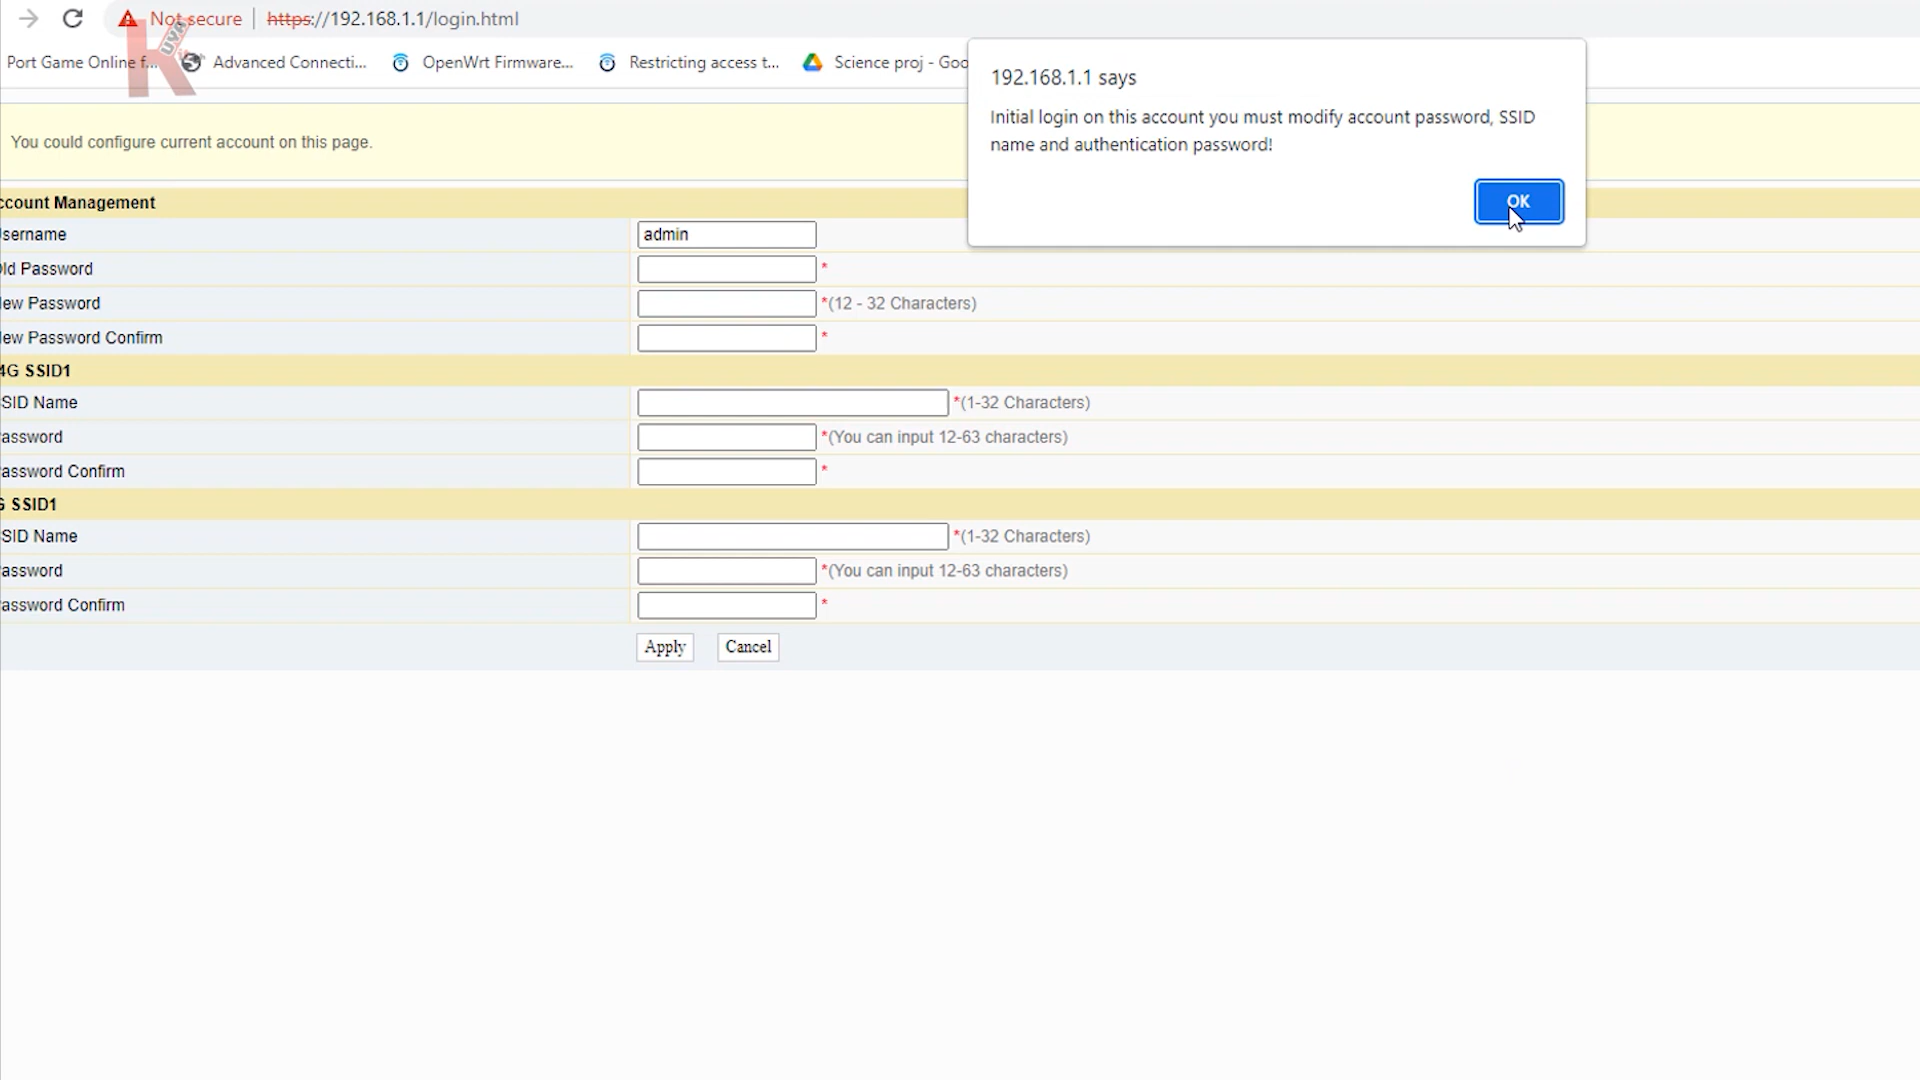 Not secure https://192.168.1.1/login.html
Port Game Online f... Advanced Connecti... OpenWrt Firmware... Restricting access t... Science proj - Goo
192.168.1.1 says
Initial login on this account you must modify account password, SSID
name and authentication password!
OK
You could configure current account on this page.
ccount Management
sername admin
ld Password *
ew Password *(12 - 32 Characters)
ew Password Confirm *
4G SSID1
SID Name *(1-32 Characters)
assword *(You can input 12-63 characters)
assword Confirm *
G SSID1
SID Name *(1-32 Characters)
assword *(You can input 12-63 characters)
assword Confirm *
Apply Cancel
K UYA